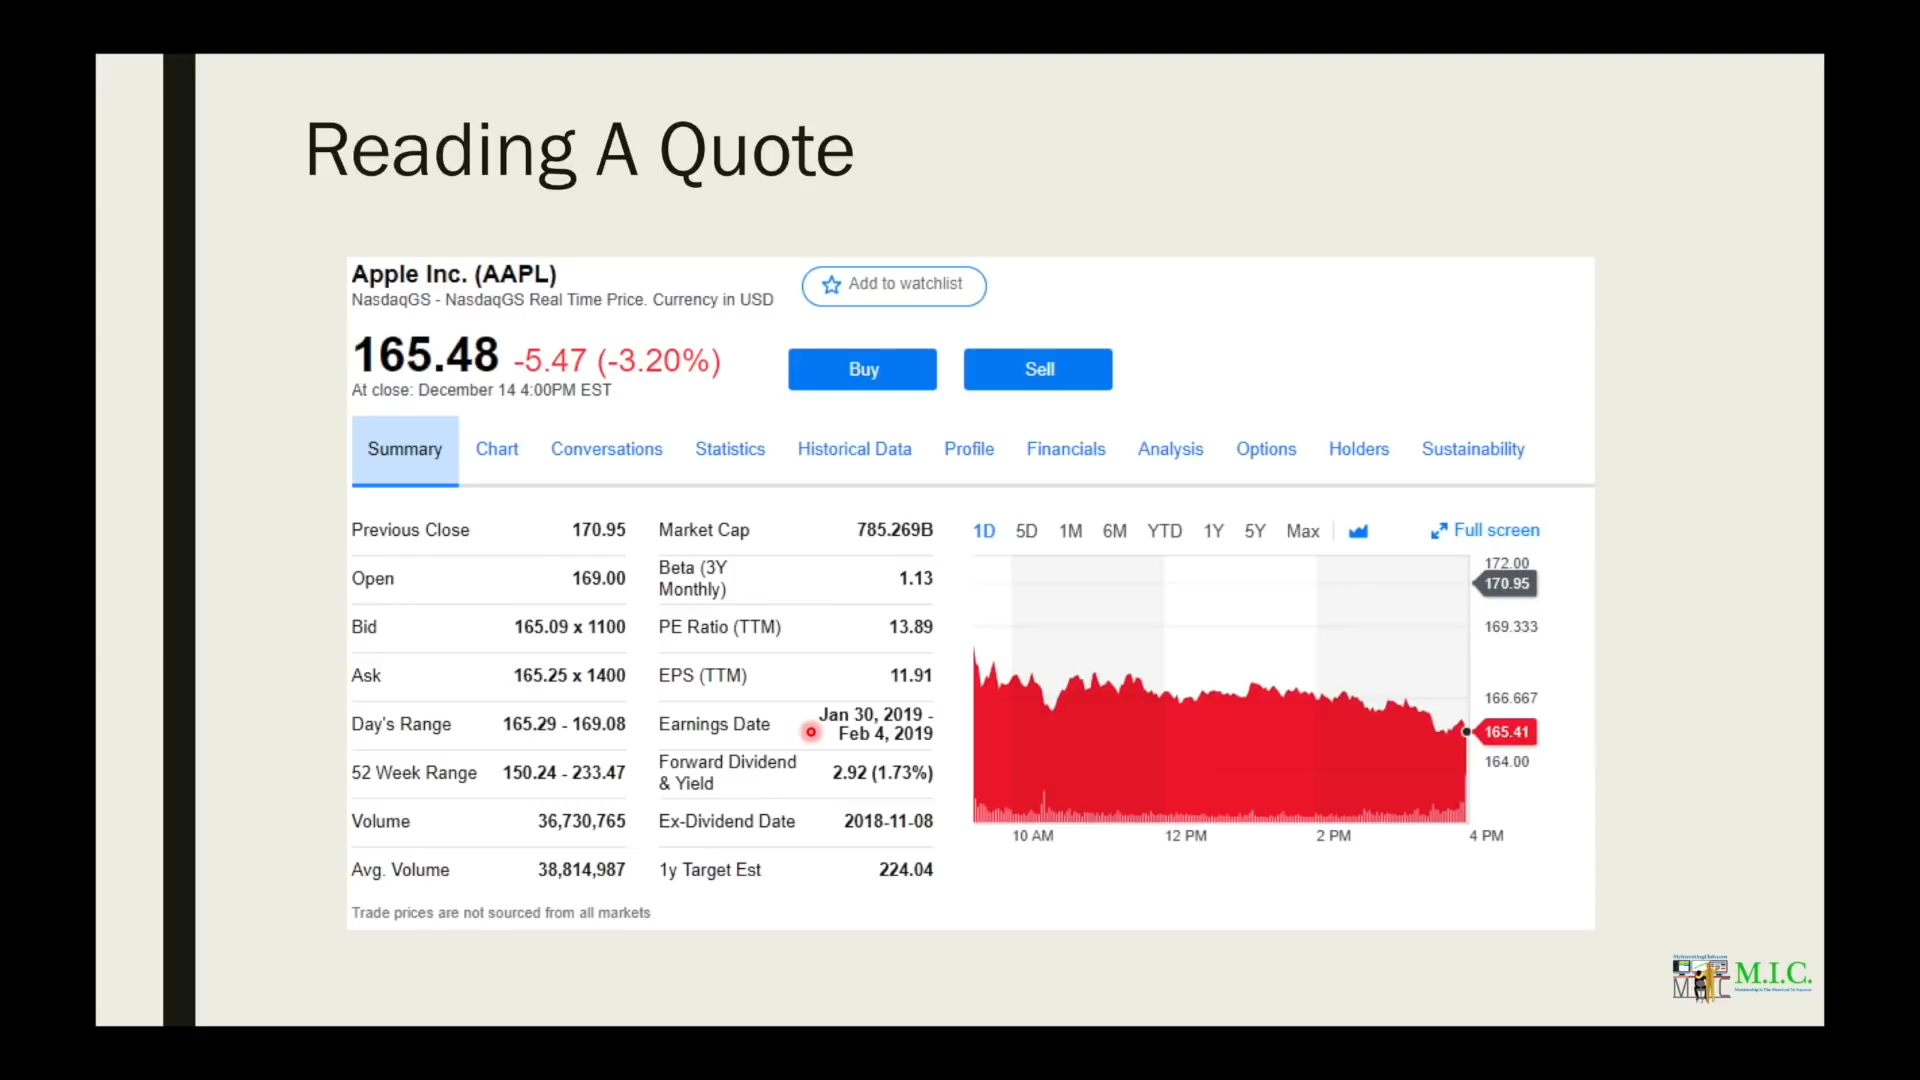 Reading A Quote
Apple Inc. (AAPL)
Add to watchlist
NasdaqGS - NasdaqGS Real Time Price. Currency in USD
165.48 -5.47 (-3.20%)
Buy
Sell
At close: December 14 4:00PM EST
Summary Chart Conversations Statistics Historical Data Profile Financials Analysis Options Holders Sustainability
Previous Close 170.95
Open 169.00
Bid 165.09 x 1100
Ask 165.25 x 1400
Day's Range 165.29 - 169.08
52 Week Range 150.24 - 233.47
Volume 36,730,765
Avg. Volume 38,814,987
Market Cap 785.269B
Beta (3Y
Monthly) 1.13
PE Ratio (TTM) 13.89
EPS (TTM) 11.91
Earnings Date Jan 30, 2019 -
Feb 4, 2019
Forward Dividend
& Yield 2.92 (1.73%)
Ex-Dividend Date 2018-11-08
1y Target Est 224.04
1D 5D 1M 6M YTD 1Y 5Y Max Full screen
172.00
170.95
169.333
166.667
165.41
164.00
10 AM 12 PM 2 PM 4 PM
Trade prices are not sourced from all markets
M.I.C.